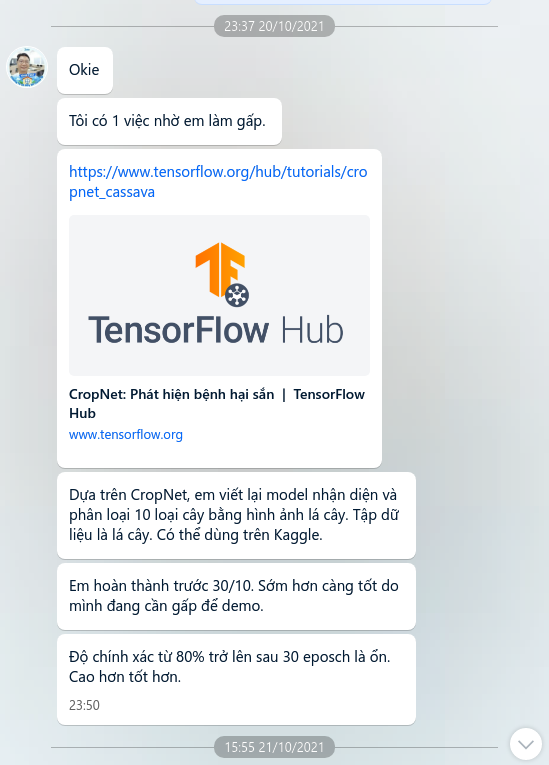 23:37 20/10/2021
Okie
Tôi có 1 việc nhờ em làm gấp.
https://www.tensorflow.org/hub/tutorials/cro
pnet_cassava
TensorFlow Hub
CropNet: Phát hiện bệnh hại sắn | TensorFlow
Hub
www.tensorflow.org
Dựa trên CropNet, em viết lại model nhận diện và
phân loại 10 loại cây bằng hình ảnh lá cây. Tập dữ
liệu là lá cây. Có thể dùng trên Kaggle.
Em hoàn thành trước 30/10. Sớm hơn càng tốt do
mình đang cần gấp để demo.
Độ chính xác từ 80% trở lên sau 30 eposch là ổn.
Cao hơn tốt hơn.
23:50
15:55 21/10/2021